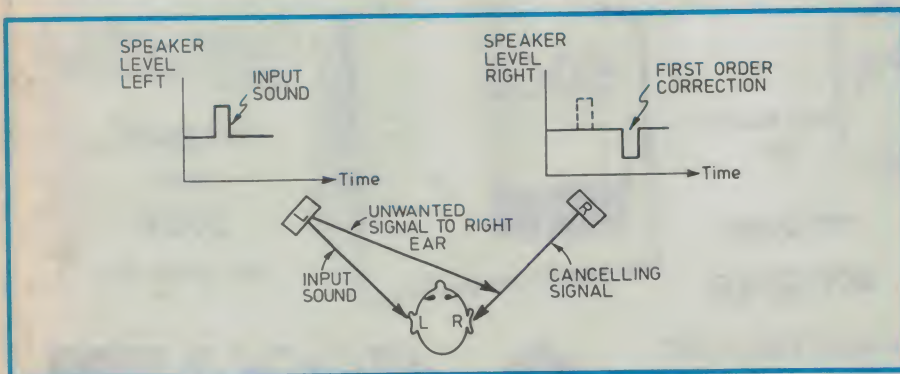 SPEAKER
LEVEL
LEFT
INPUT
SOUND
Time
SPEAKER
LEVEL
RIGHT
FIRST ORDER
CORRECTION
Time
L
UNWANTED
SIGNAL TO RIGHT
EAR
R
INPUT
SOUND
CANCELLING
SIGNAL
L R